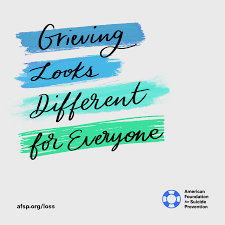 Grieving
Looks
Different
for Everyone
afsp.org/loss
American
Foundation
for Suicide
Prevention